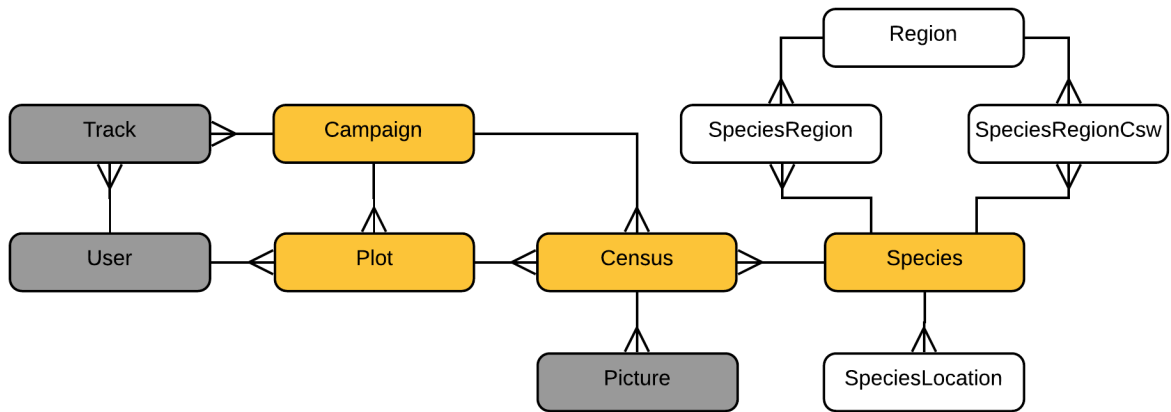 Region
Track
Campaign
SpeciesRegion
SpeciesRegionCsw
User
Plot
Census
Species
Picture
SpeciesLocation